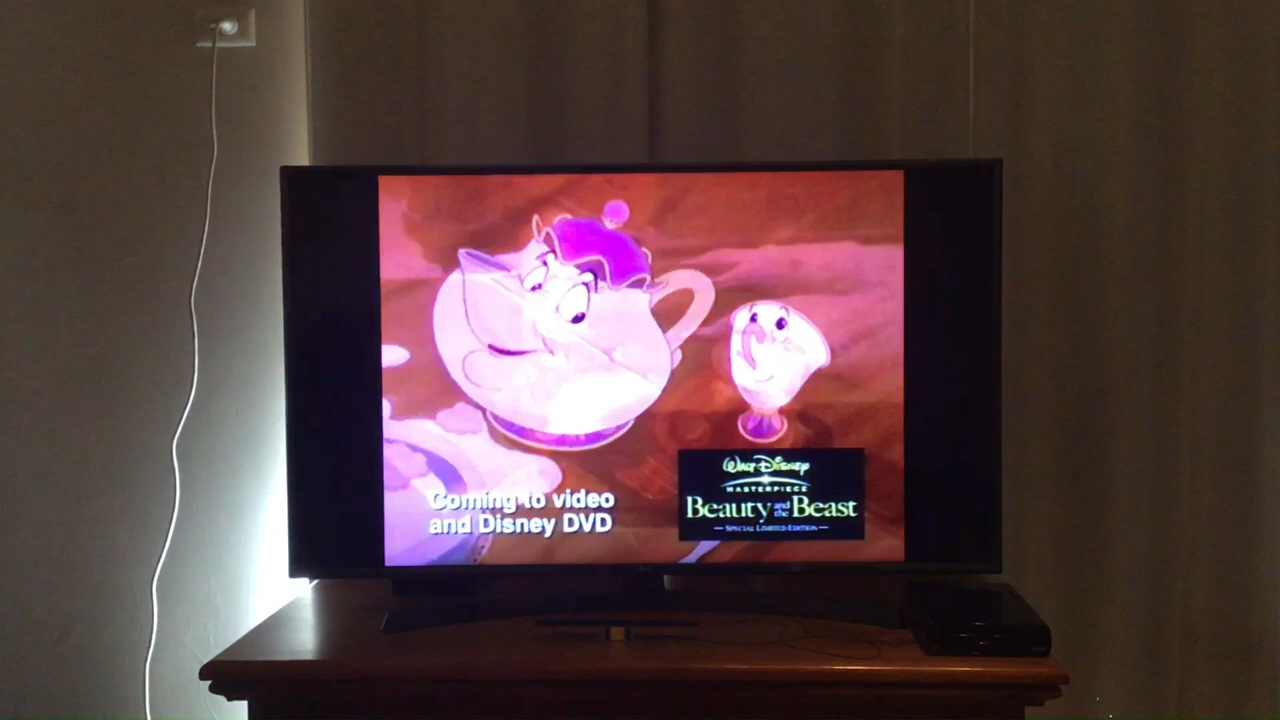 Coming to video
and Disney DVD
Walt Disney
MASTERPIECE
Beauty and the Beast
SPECIAL LIMITED EDITION